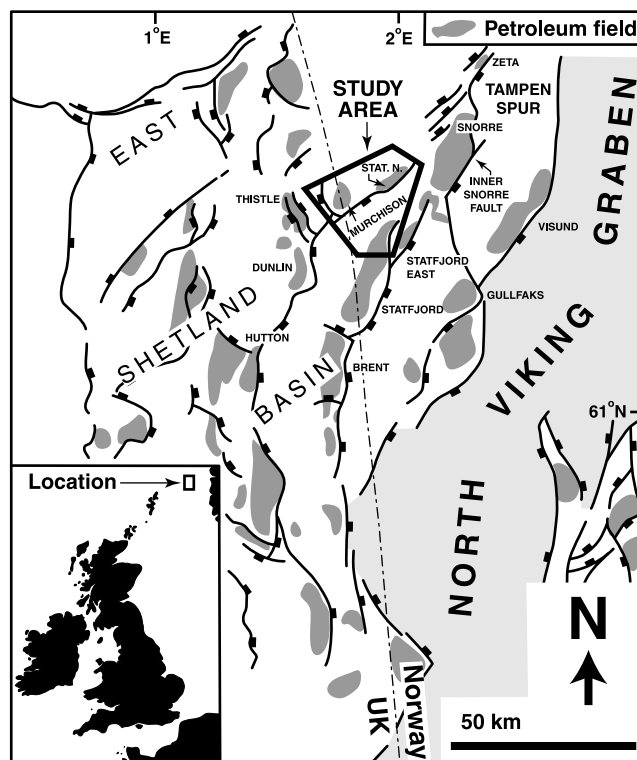 1°E
2°E
Petroleum field
ZETA
STUDY
AREA
TAMPEN
SPUR
EAST
SNORRE
STAT. N.
INNER
SNORRE
FAULT
THISTLE
MURCHISON
VISUND
DUNLIN
STATFJORD
EAST
GULLFAKS
STATFJORD
SHETLAND
HUTTON
BASIN
BRENT
NORTH
VIKING
GRABEN
61°N
Location
N
UK
Norway
50 km